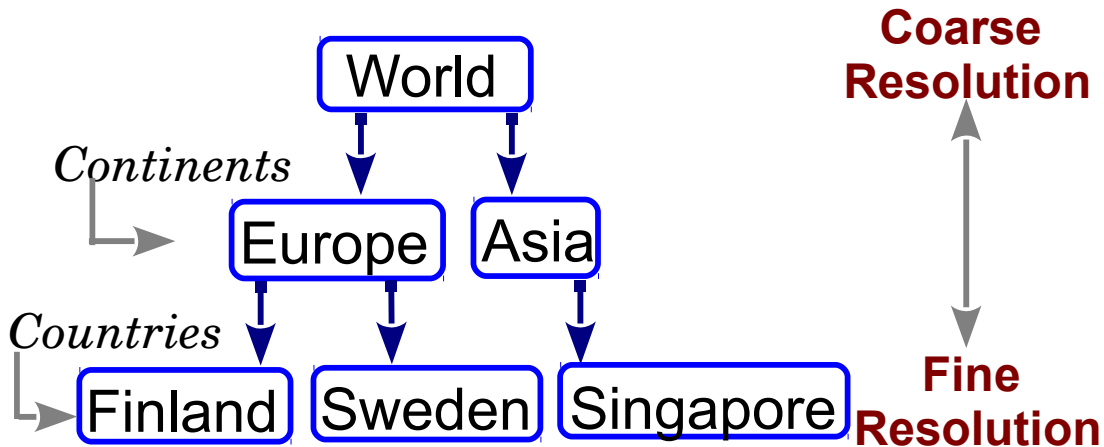 World
Coarse
Resolution
Continents
Europe
Asia
Countries
Finland
Sweden
Singapore
Fine
Resolution